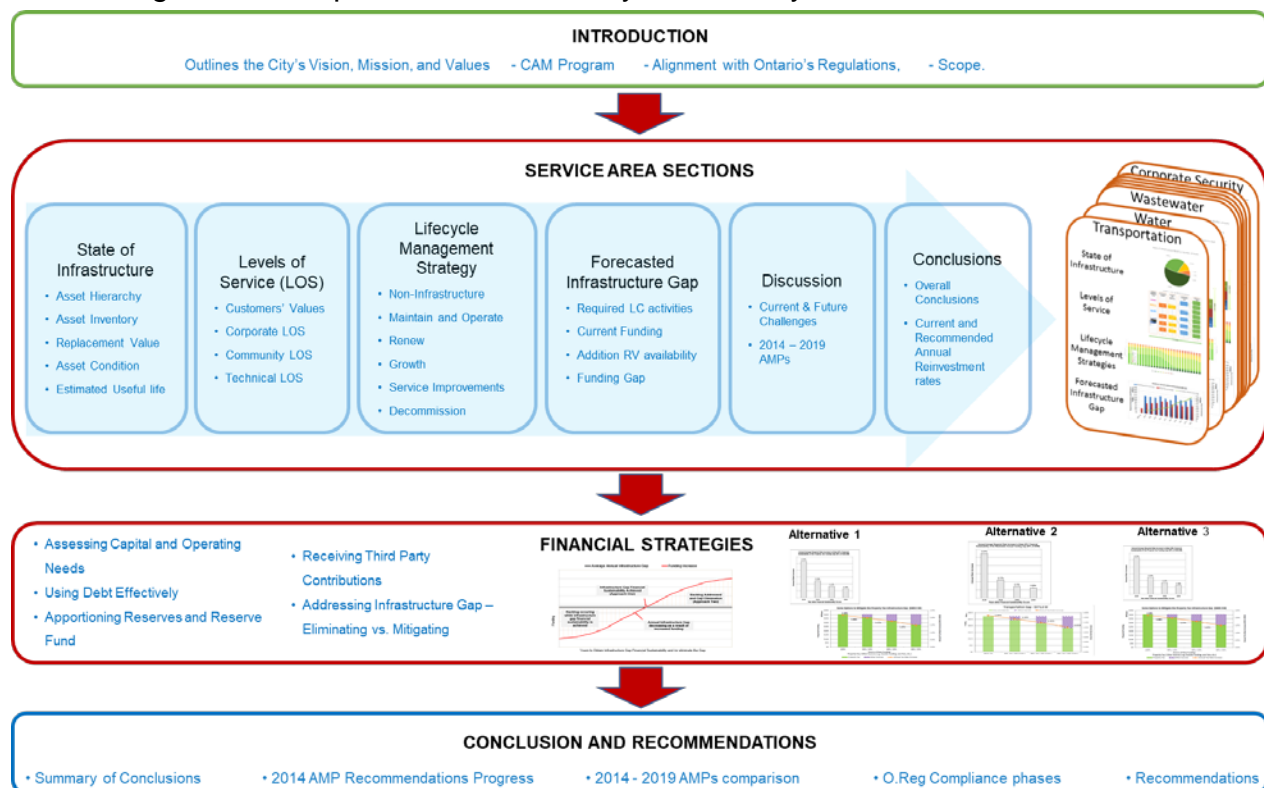 INTRODUCTION
Outlines the City's Vision, Mission, and Values - CAM Program - Alignment with Ontario's Regulations, - Scope.
SERVICE AREA SECTIONS
State of
Infrastructure
• Asset Hierarchy
• Asset Inventory
• Replacement Value
• Asset Condition
• Estimated Useful life
Levels of
Service (LOS)
• Customers' Values
• Corporate LOS
• Community LOS
• Technical LOS
Lifecycle
Management
Strategy
• Non-Infrastructure
• Maintain and Operate
• Renew
• Growth
• Service Improvements
• Decommission
Forecasted
Infrastructure Gap
• Required LC activities
• Current Funding
• Addition RV availability
• Funding Gap
Discussion
• Current & Future
Challenges
• 2014 – 2019
AMPs
Conclusions
• Overall
Conclusions
• Current and
Recommended
Annual
Reinvestment
rates
Corporate Security
Wastewater
Water
Transportation
State of
Infrastructure
Levels of
Service
Lifecycle
Management
Strategies
Forecasted
Infrastructure
Gap
• Assessing Capital and Operating
Needs
• Using Debt Effectively
• Apportioning Reserves and Reserve
Fund
• Receiving Third Party
Contributions
• Addressing Infrastructure Gap –
Eliminating vs. Mitigating
FINANCIAL STRATEGIES
Alternative 1
Alternative 2
Alternative 3
CONCLUSION AND RECOMMENDATIONS
• Summary of Conclusions • 2014 AMP Recommendations Progress • 2014 - 2019 AMPs comparison • O.Reg Compliance phases • Recommendations